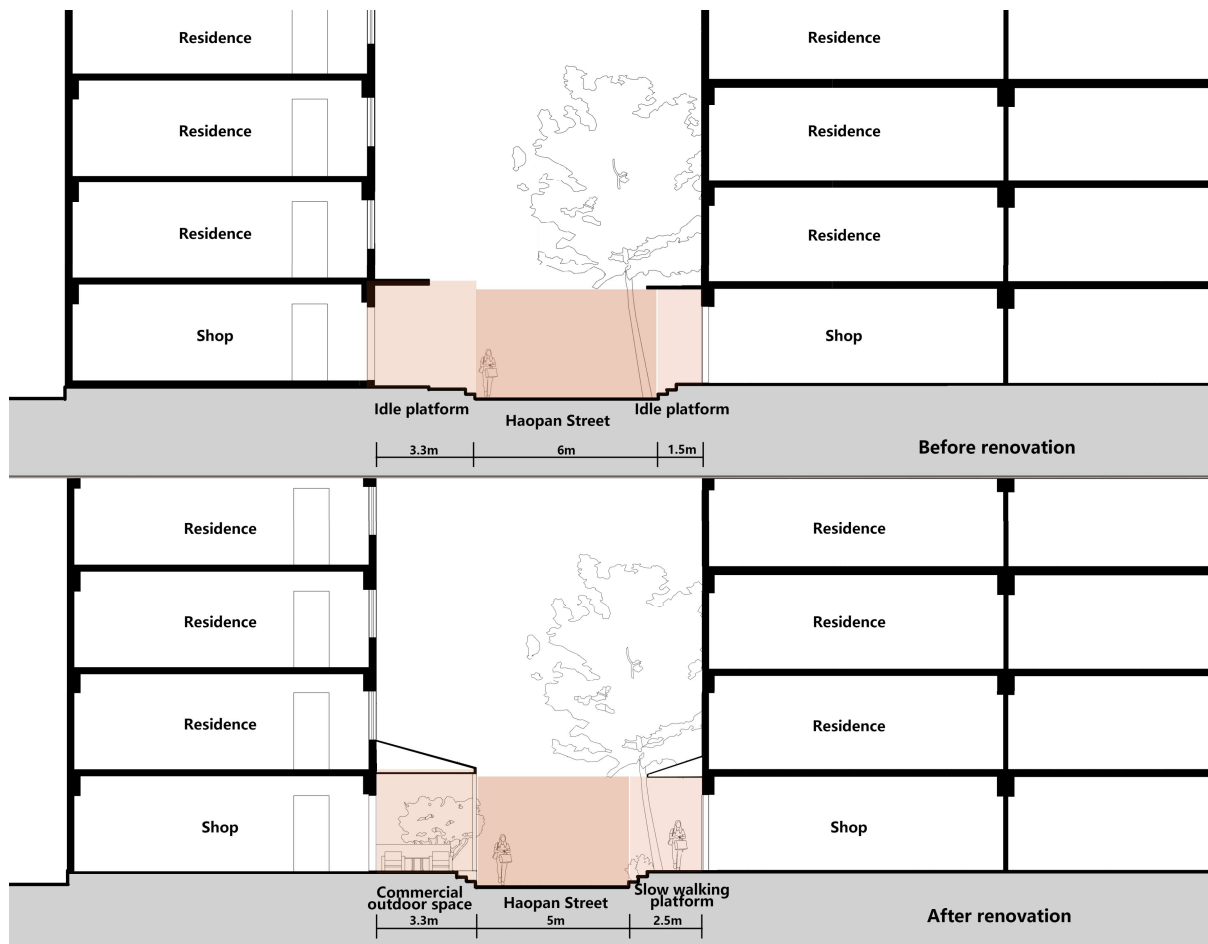 Residence
Residence
Residence
Residence
Residence
Residence
Shop
Shop
Idle platform
Idle platform
Haopan Street
3.3m
6m
1.5m
Before renovation
Residence
Residence
Residence
Residence
Residence
Residence
Shop
Shop
Commercial
outdoor space
Haopan Street
Slow walking
platform
3.3m
5m
2.5m
After renovation